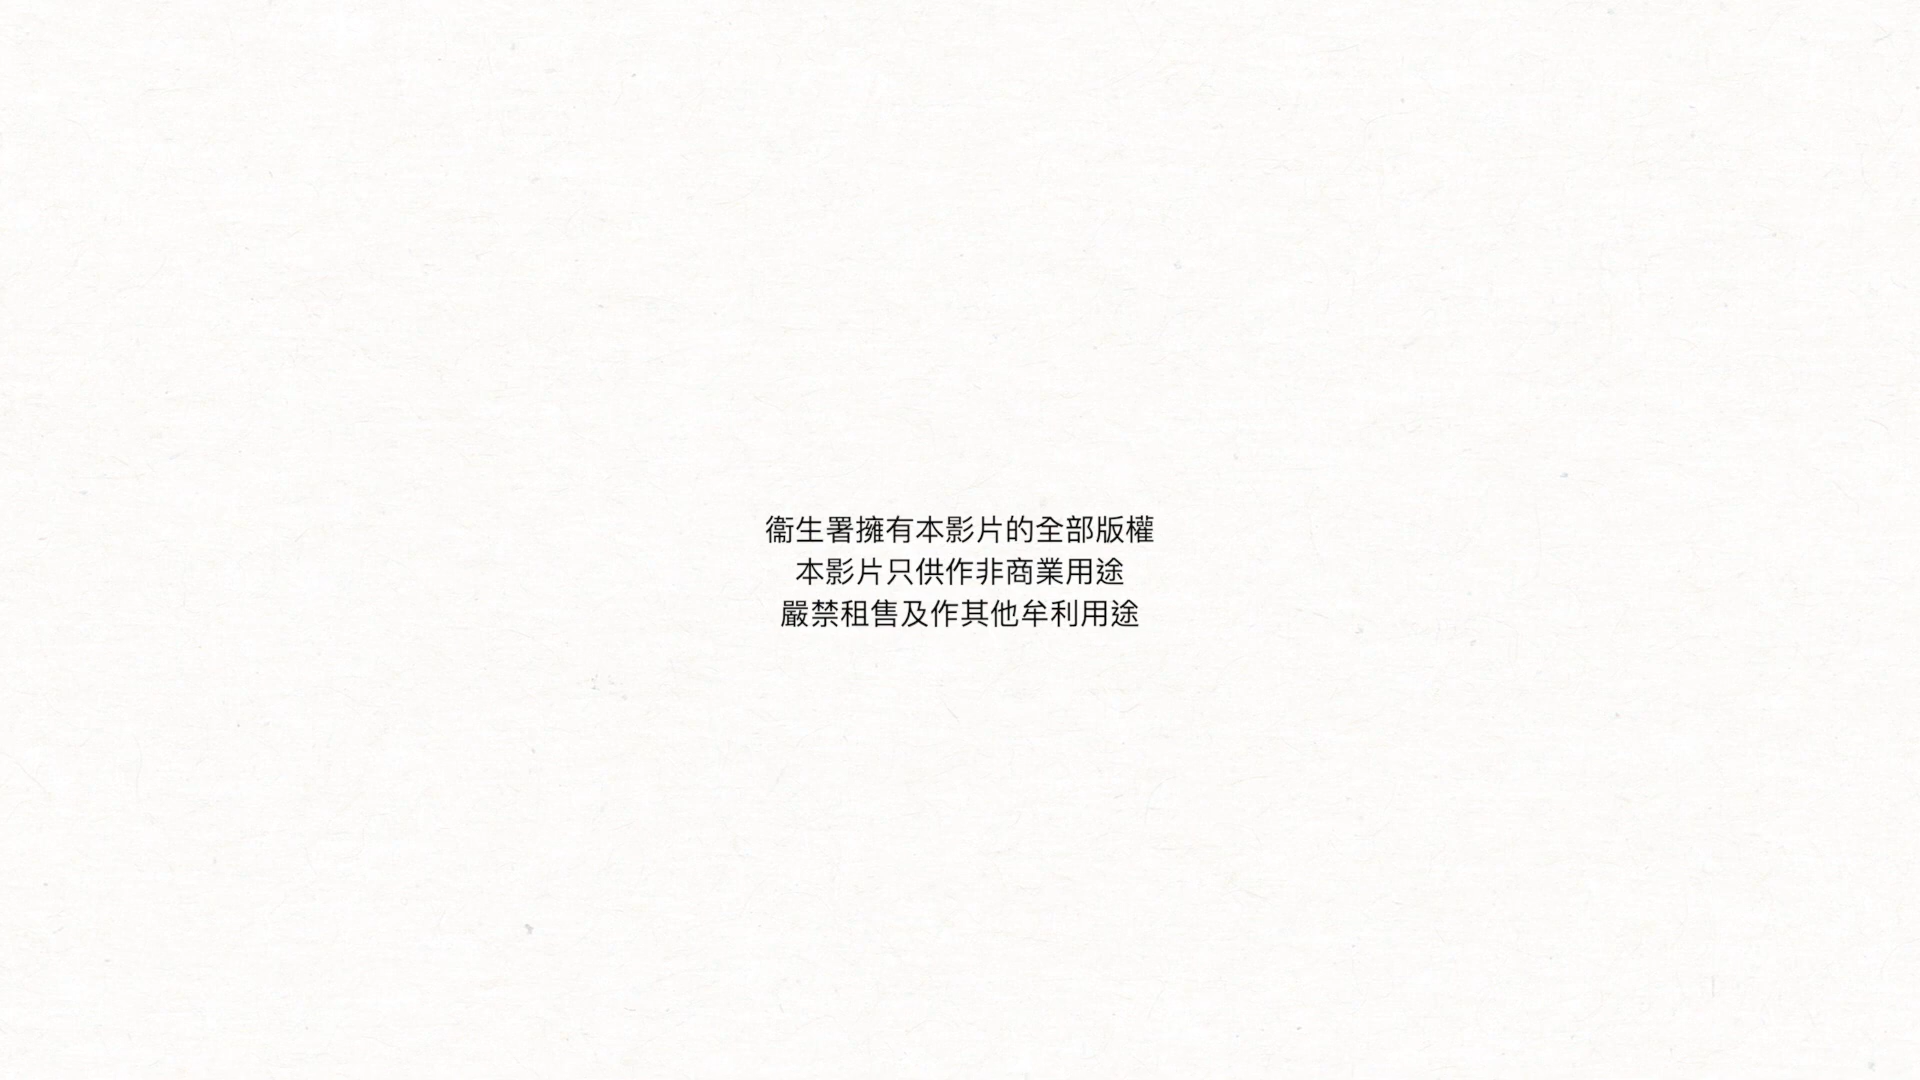 衞生署擁有本影片的全部版權
本影片只供作非商業用途
嚴禁租售及作其他牟利用途